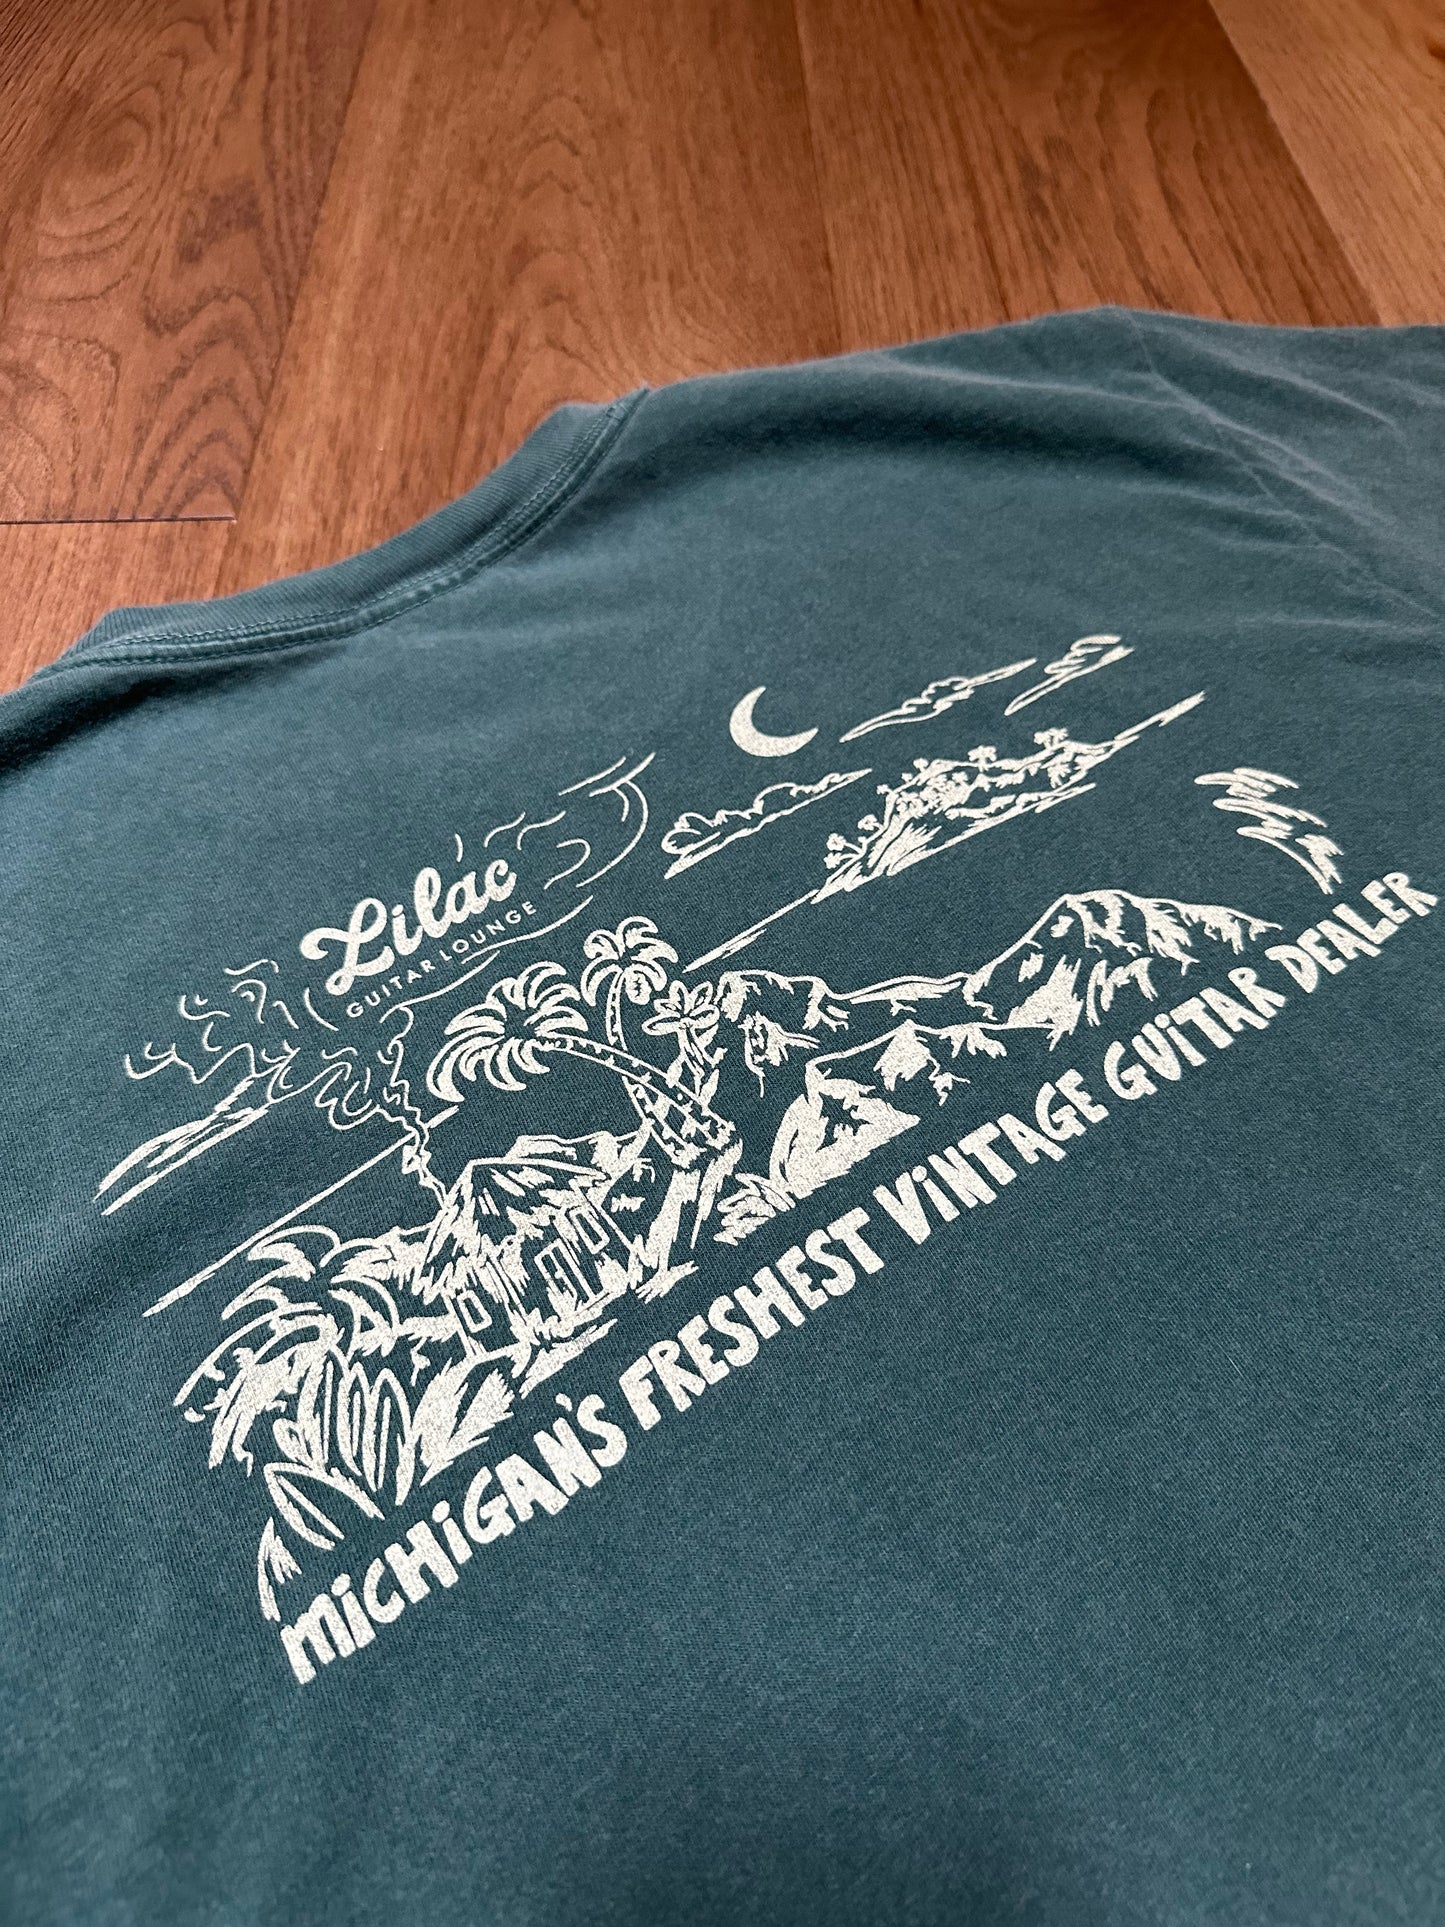 Lilac
GUITAR LOUNGE
MiCHiGAN'S FRESHEST ViNTAGE GUiTAR DEALER